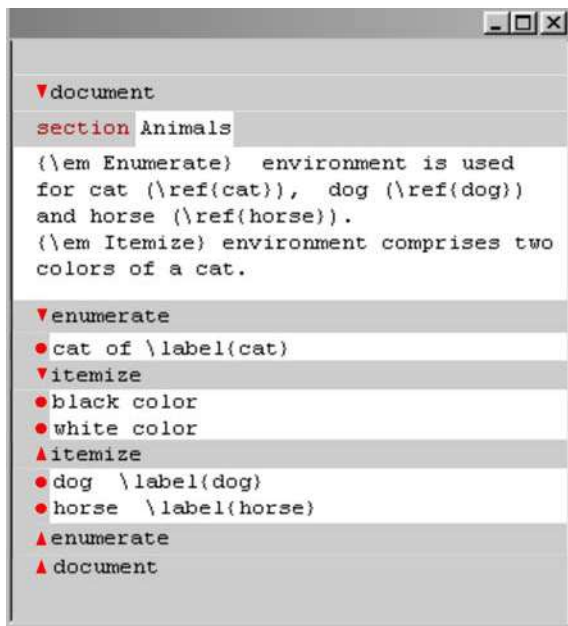 document
section Animals
{\em Enumerate} environment is used
for cat (\ref{cat}), dog (\ref{dog})
and horse (\ref{horse}).
{\em Itemize} environment comprises two
colors of a cat.
enumerate
cat of \label{cat}
itemize
black color
white color
itemize
dog \label{dog}
horse \label{horse}
enumerate
document